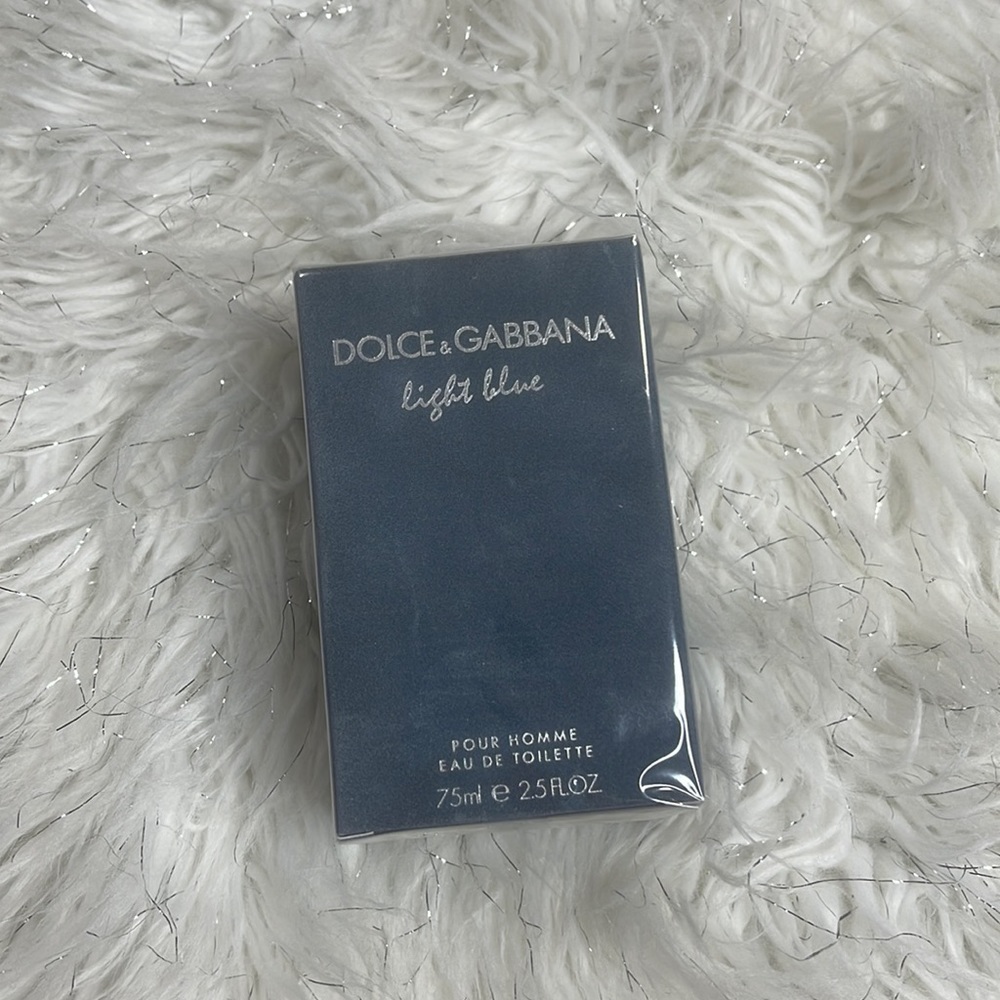 DOLCE & GABBANA
light blue
POUR HOMME
EAU DE TOILETTE
75ml e 2.5 FL.OZ